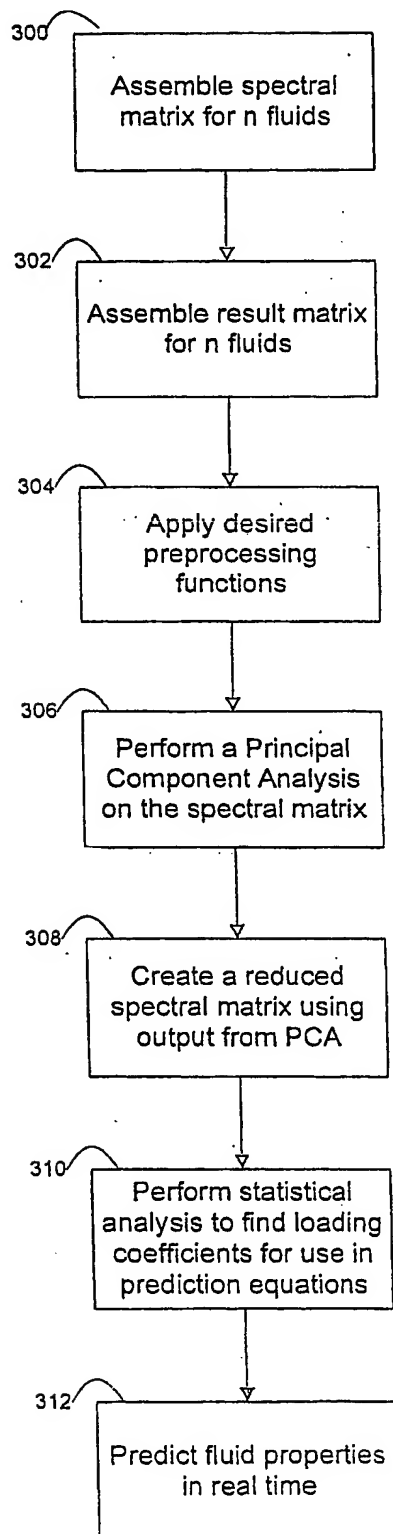 300
Assemble spectral
matrix for n fluids
302
Assemble result matrix
for n fluids
304
Apply desired
preprocessing
functions
306
Perform a Principal
Component Analysis
on the spectral matrix
308
Create a reduced
spectral matrix using
output from PCA
310
Perform statistical
analysis to find loading
coefficients for use in
prediction equations
312
Predict fluid properties
in real time